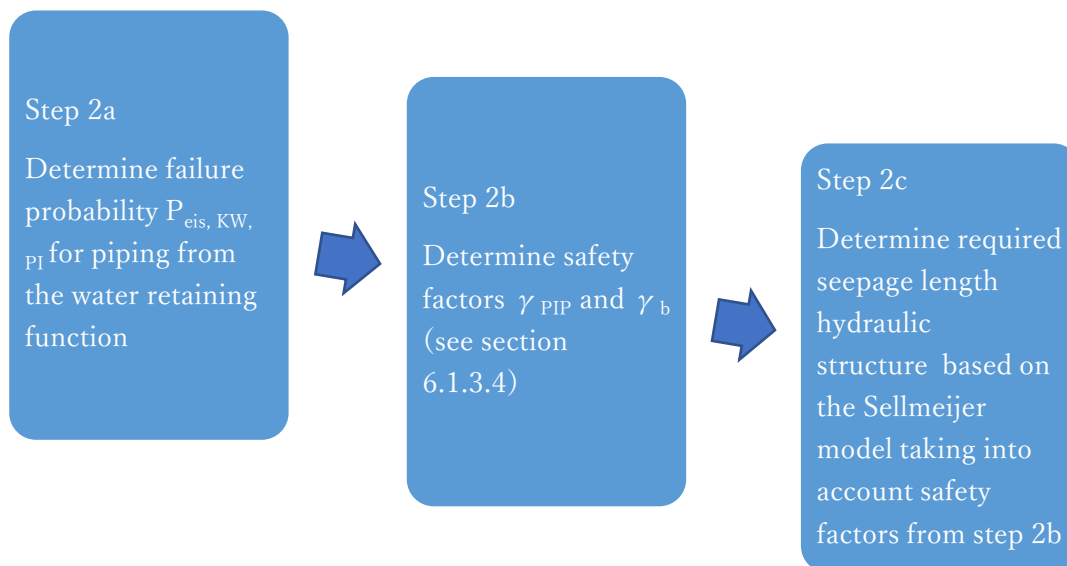 Step 2a
Determine failure
probability P eis, KW,
PI for piping from
the water retaining
function
Step 2b
Determine safety
factors γ PIP and γ b
(see section
6.1.3.4)
Step 2c
Determine required
seepage length
hydraulic
structure based on
the Sellmeijer
model taking into
account safety
factors from step 2b